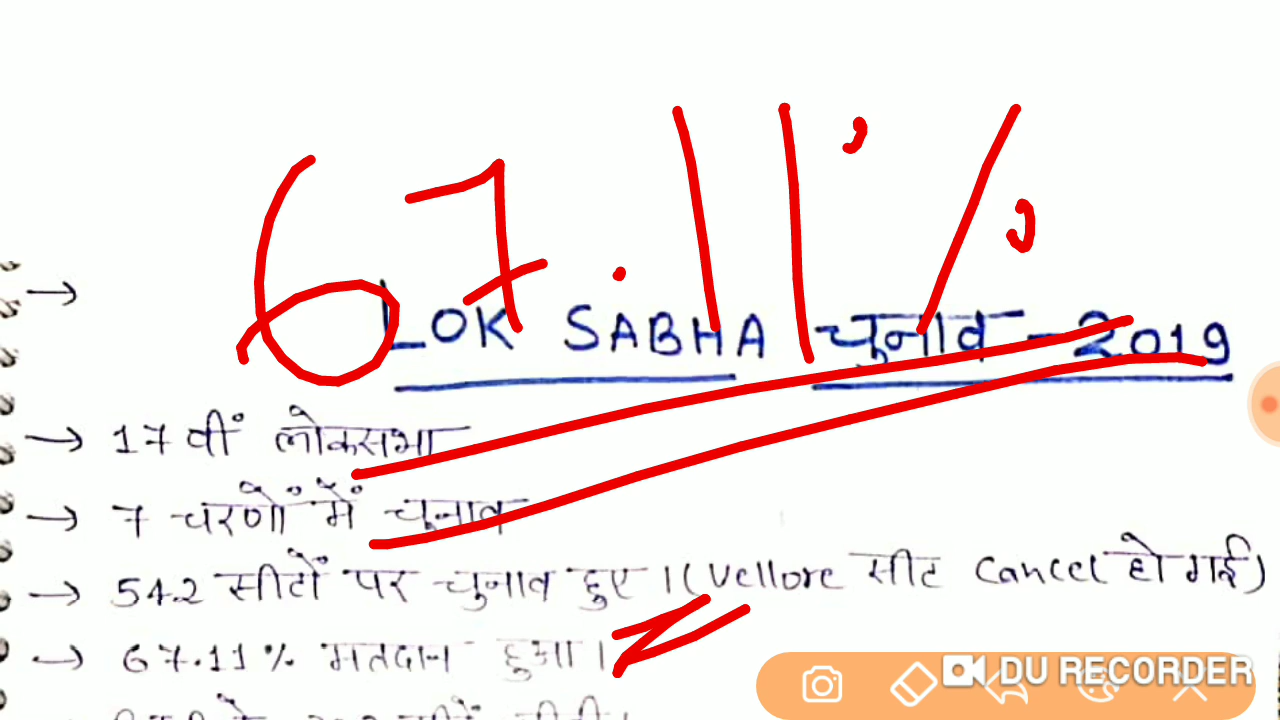 67.11%
→ LOK SABHA चुनाव - 2019
→ 17 वीं लोकसभा
→ 7 चरणों में चुनाव
→ 542 सीटों पर चुनाव हुए । (Vellore सीट Cancel हो गई)
→ 67.11% मतदान हुआ ।
DU RECORDER